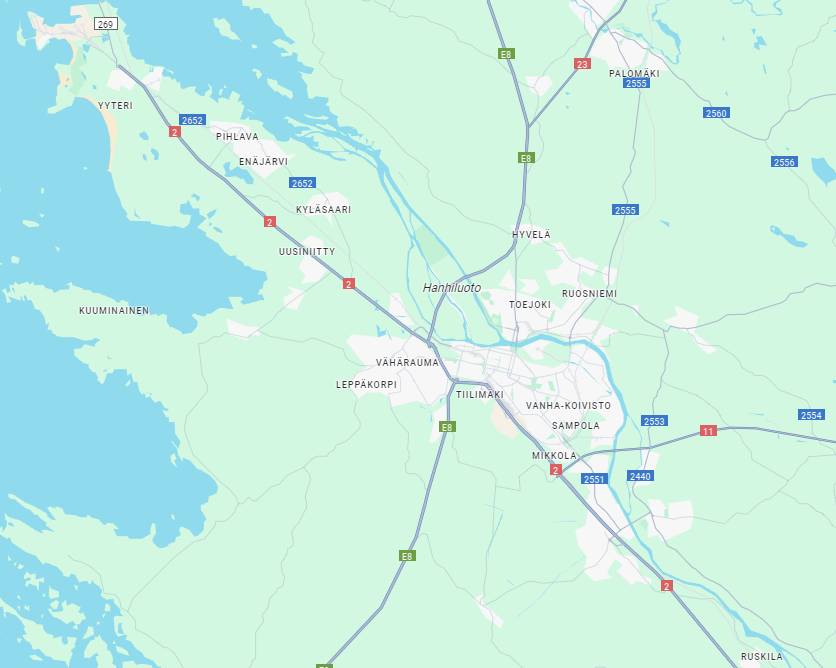 269
E8
23
PALOMÄKI
2555
YYTERI
2652
2560
2
PIHLAVA
E8
ENÄJÄRVI
2556
2652
KYLÄSAARI
2555
2
HYVELÄ
UUSINIITTY
2
Hanhiluoto
RUOSNIEMI
TOEJOKI
KUUMINAINEN
VÄHÄRAUMA
LEPPÄKORPI
TIILIMÄKI
VANHA-KOIVISTO
2554
2553
E8
SAMPOLA
11
MIKKOLA
2
2551
2440
E8
2
RUSKILA